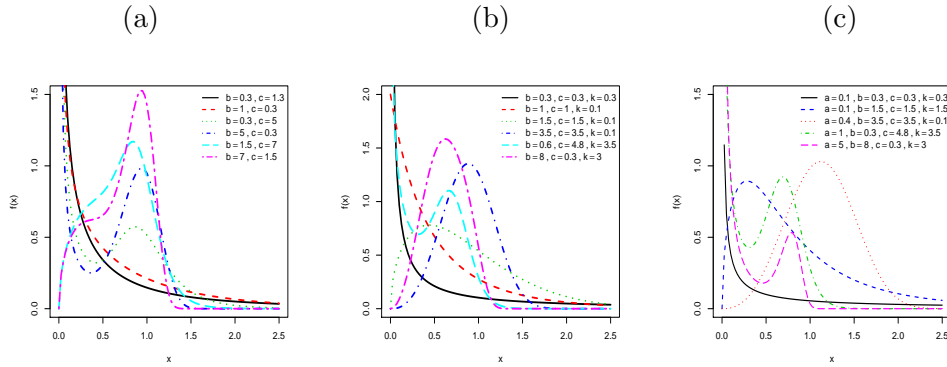 (a)
(b)
(c)
b = 0.3 , c = 1.3
b = 1 , c = 0.3
b = 0.3 , c = 5
b = 5 , c = 0.3
b = 1.5 , c = 7
b = 7 , c = 1.5
f(x)
0.0 0.5 1.0 1.5
0.0 0.5 1.0 1.5 2.0 2.5
x
b = 0.3 , c = 0.3 , k = 0.3
b = 1 , c = 1 , k = 0.1
b = 1.5 , c = 1.5 , k = 0.1
b = 3.5 , c = 3.5 , k = 0.1
b = 0.6 , c = 4.8 , k = 3.5
b = 8 , c = 0.3 , k = 3
f(x)
0.0 0.5 1.0 1.5 2.0
0.0 0.5 1.0 1.5 2.0 2.5
x
a = 0.1 , b = 0.3 , c = 0.3 , k = 0.3
a = 0.1 , b = 1.5 , c = 1.5 , k = 1.5
a = 0.4 , b = 3.5 , c = 3.5 , k = 0.1
a = 1 , b = 0.3 , c = 4.8 , k = 3.5
a = 5 , b = 8 , c = 0.3 , k = 3
f(x)
0.0 0.5 1.0 1.5
0.0 0.5 1.0 1.5 2.0 2.5
x